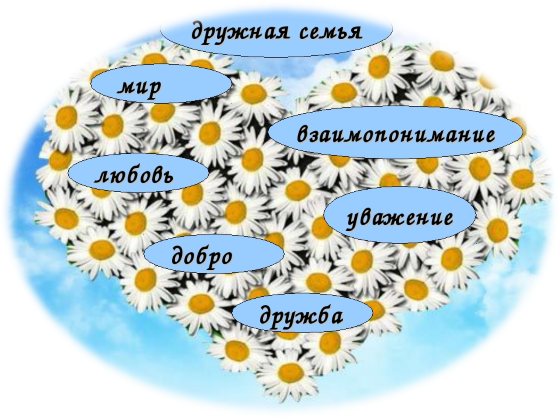 дружная семья
мир
взаимопонимание
любовь
уважение
добро
дружба